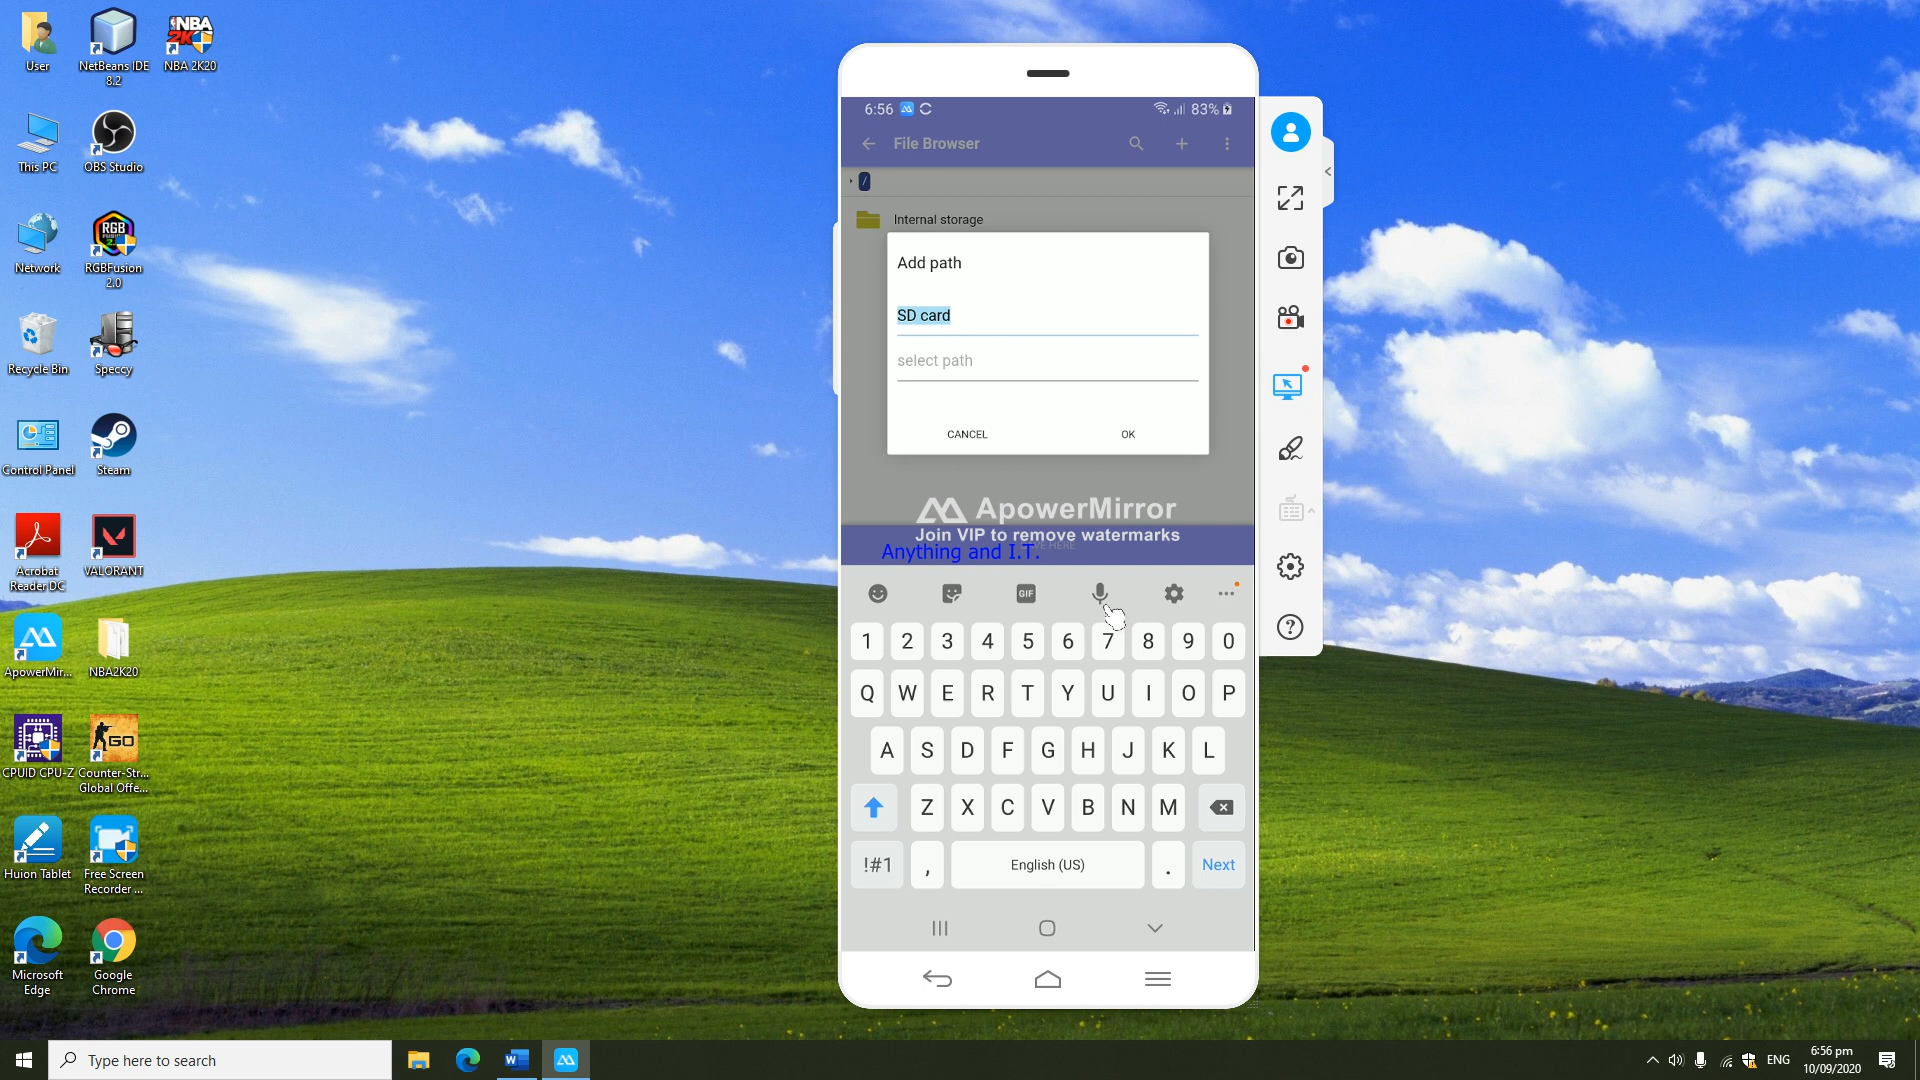 User
NetBeans IDE
8.2
NBA 2K20
This PC
OBS Studio
Network
RGBFusion
2.0
Recycle Bin
Speccy
Control Panel
Steam
Acrobat
Reader DC
VALORANT
ApowerMir...
NBA2K20
CPUID CPU-Z
Counter-Str...
Global Offe...
Huion Tablet
Free Screen
Recorder ...
Microsoft
Edge
Google
Chrome
6:56
83%
File Browser
/
Internal storage
Add path
SD card
select path
CANCEL
OK
ApowerMirror
Join VIP to remove watermarks
Anything and I.T.
GIF
1 2 3 4 5 6 7 8 9 0
Q W E R T Y U I O P
A S D F G H J K L
Z X C V B N M
!#1 , English (US) . Next
Type here to search
ENG
6:56 pm
10/09/2020